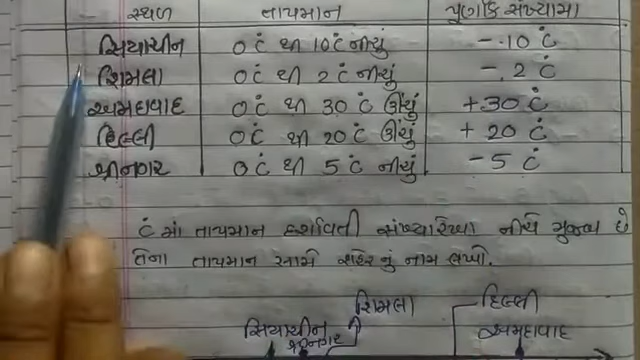 સ્થળ તાપમાન પૂર્ણાંક સંખ્યામાં
સિયાચીન 0°C થી 10°C નીચું -10°C
શિમલા 0°C થી 2°C નીચું -2°C
અમદાવાદ 0°C થી 30°C ઊંચું +30°C
દિલ્લી 0°C થી 20°C ઊંચું +20°C
શ્રીનગર 0°C થી 5°C નીચું -5°C
°C માં તાપમાન દર્શાવતી સંખ્યારેખા નીચે મુજબ છે
તેના તાપમાન સામે શહેરનું નામ લખો.
શિમલા દિલ્લી
સિયાચીન અમદાવાદ
શ્રીનગર